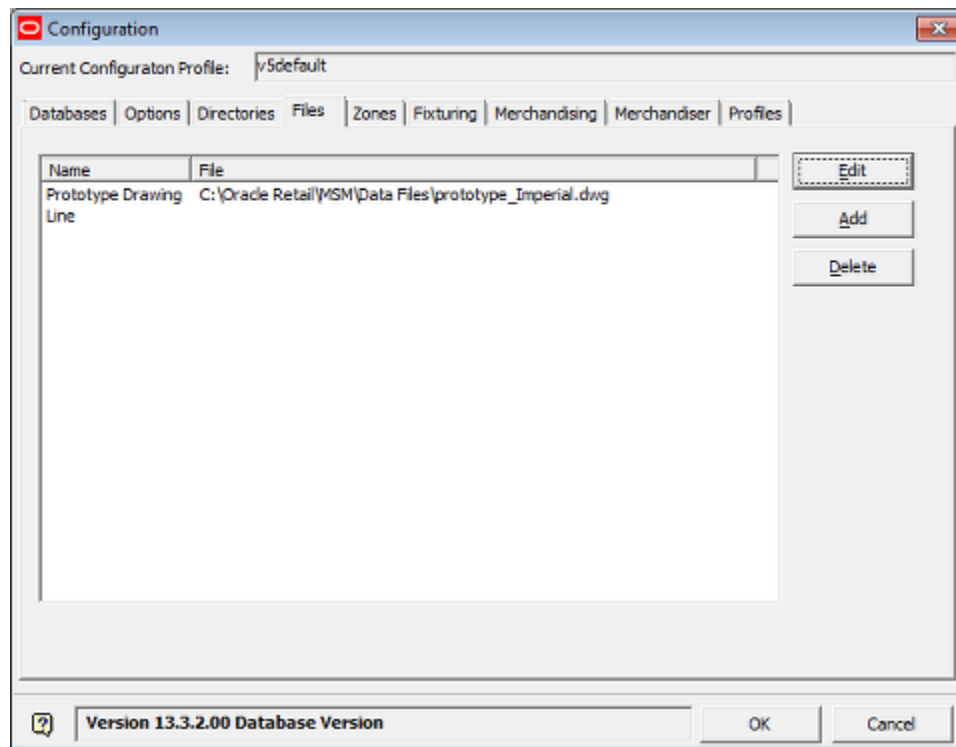 Configuration
Current Configuraton Profile: v5default
Databases Options Directories Files Zones Fixturing Merchandising Merchandiser Profiles
Name File
Prototype Drawing C:\Oracle Retail\MSM\Data Files\prototype_Imperial.dwg
Line
Edit
Add
Delete
Version 13.3.2.00 Database Version
OK Cancel